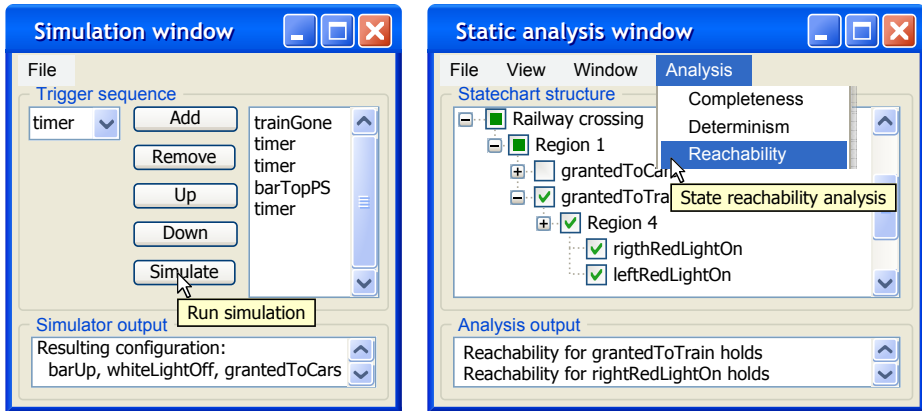 Simulation window
File
Trigger sequence
timer
Add
Remove
Up
Down
Simulate
Run simulation
trainGone
timer
timer
barTopPS
timer
Simulator output
Resulting configuration:
barUp, whiteLightOff, grantedToCars
Static analysis window
File View Window Analysis
Completeness
Determinism
Reachability
State reachability analysis
Statechart structure
Railway crossing
Region 1
grantedToCars
grantedToTra
Region 4
rigthRedLightOn
leftRedLightOn
Analysis output
Reachability for grantedToTrain holds
Reachability for rightRedLightOn holds